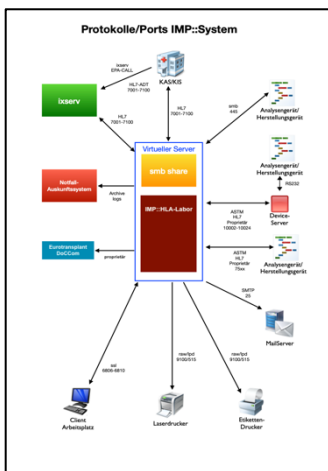 Protokolle/Ports IMP::System
ixserv
EPA-CALL
KAS/KIS
HL7-ADT
7001-7100
ixserv
HL7
7001-7100
HL7
7001-7100
smb
445
Analysengerät/
Herstellungsgerät
Virtueller Server
smb share
Analysengerät/
Herstellungsgerät
RS232
Notfall-
Auskunftsystem
Archive
logs
IMP::HLA-Labor
ASTM
HL7
Proprietär
10002-10024
Device-
Server
Eurotransplant
DoCCom
proprietär
ASTM
HL7
Proprietär
75xx
Analysengerät/
Herstellungsgerät
SMTP
25
MailServer
ssl
6806-6815
raw/lpd
9100/515
raw/lpd
9100/515
Client
Arbeitsplatz
Laserdrucker
Etiketten-
Drucker